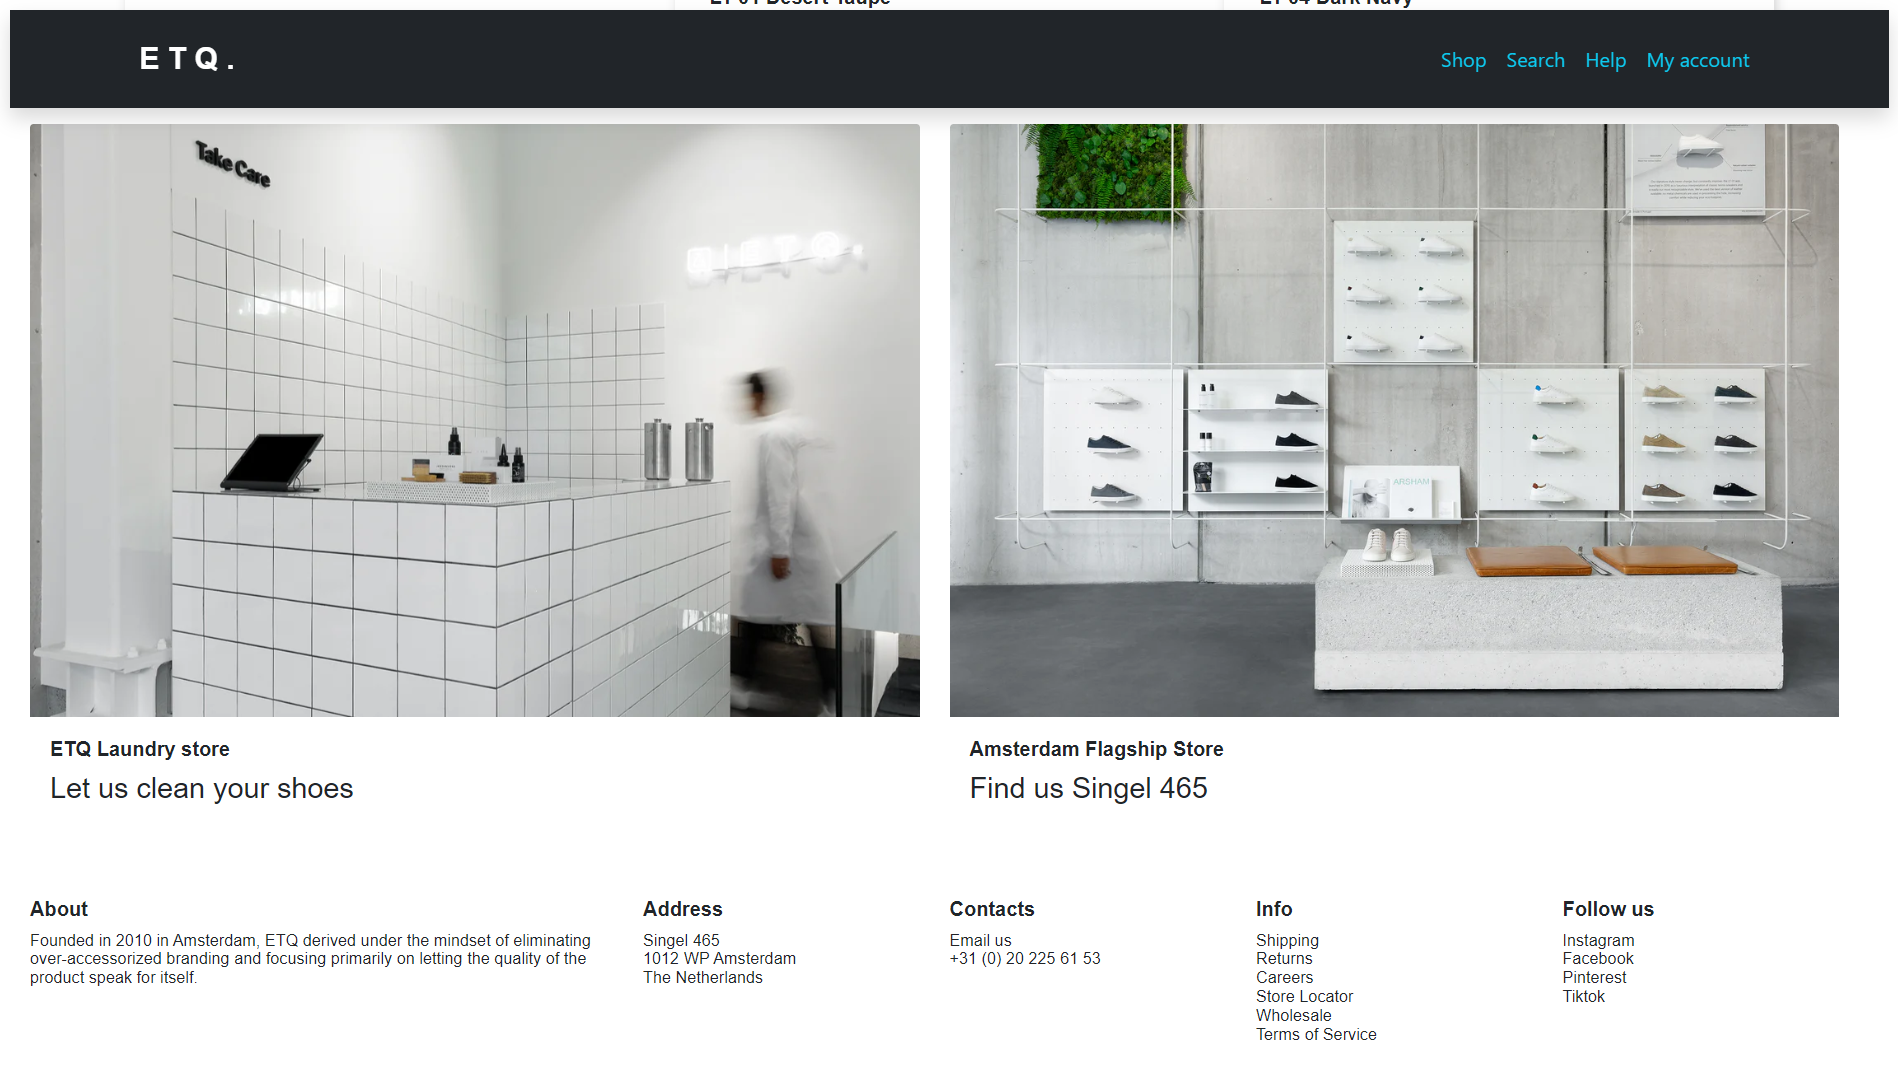 ETQ.
Shop Search Help My account
Take Care
ETQ.
ARSHAM
ETQ Laundry store
Let us clean your shoes
Amsterdam Flagship Store
Find us Singel 465
About
Founded in 2010 in Amsterdam, ETQ derived under the mindset of eliminating
over-accessorized branding and focusing primarily on letting the quality of the
product speak for itself.
Address
Singel 465
1012 WP Amsterdam
The Netherlands
Contacts
Email us
+31 (0) 20 225 61 53
Info
Shipping
Returns
Careers
Store Locator
Wholesale
Terms of Service
Follow us
Instagram
Facebook
Pinterest
Tiktok